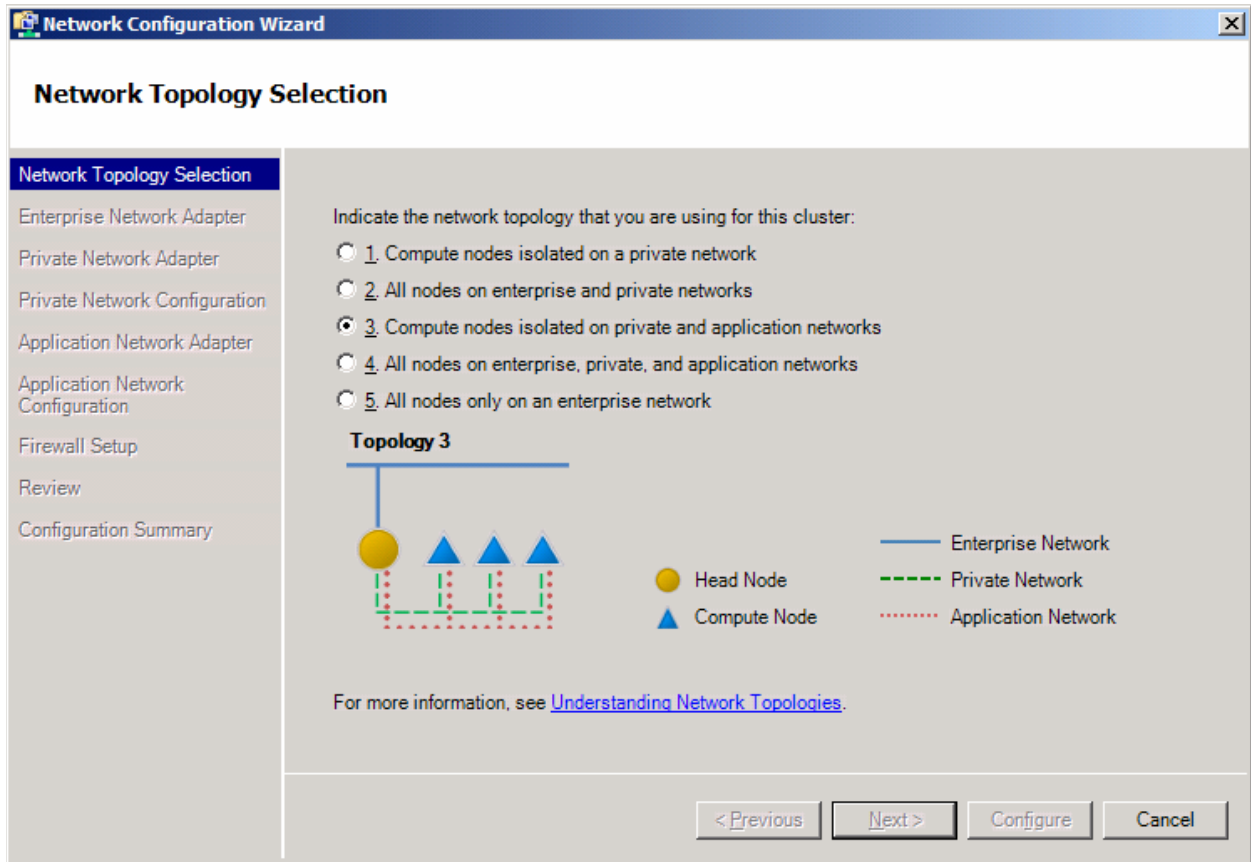 Network Configuration Wizard
Network Topology Selection
Network Topology Selection
Enterprise Network Adapter
Private Network Adapter
Private Network Configuration
Application Network Adapter
Application Network
Configuration
Firewall Setup
Review
Configuration Summary
Indicate the network topology that you are using for this cluster:
1. Compute nodes isolated on a private network
2. All nodes on enterprise and private networks
3. Compute nodes isolated on private and application networks
4. All nodes on enterprise, private, and application networks
5. All nodes only on an enterprise network
Topology 3
Head Node
Compute Node
Enterprise Network
Private Network
Application Network
For more information, see Understanding Network Topologies.
< Previous
Next >
Configure
Cancel